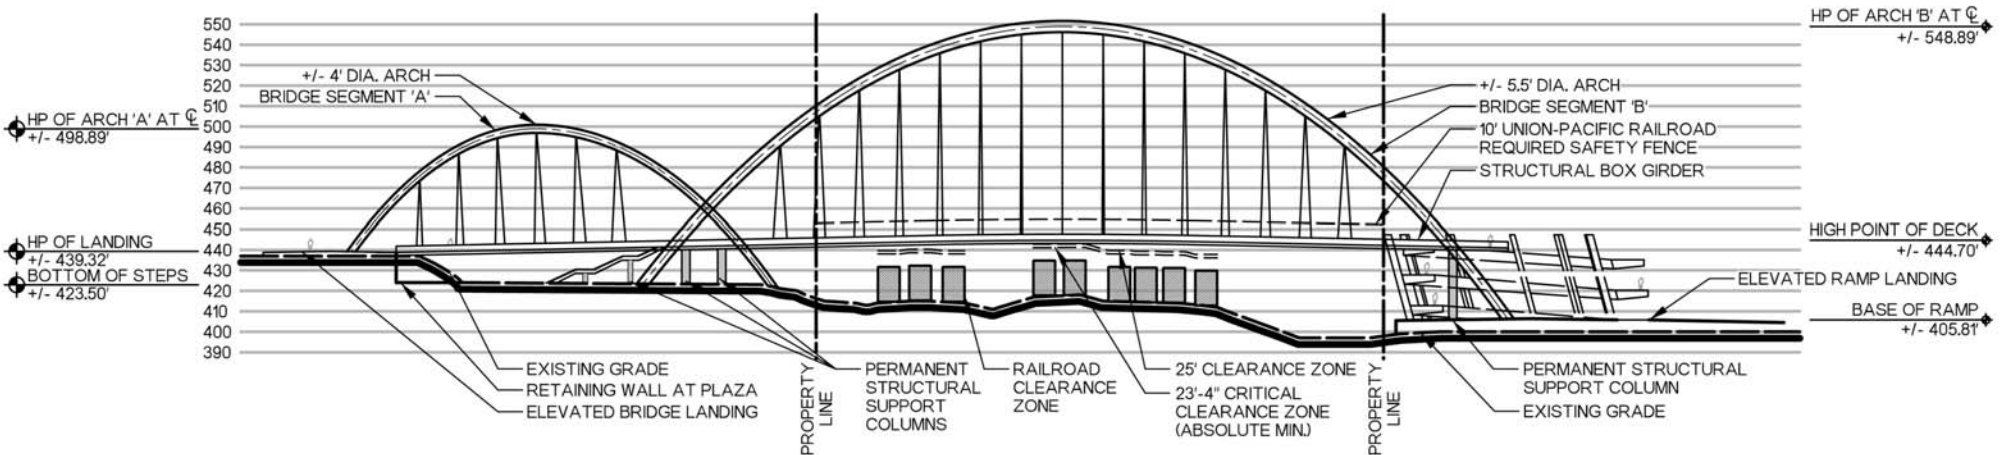 550
540
530
520
510
500
490
480
470
460
450
440
430
420
410
400
390
HP OF ARCH 'A' AT ℄
+/- 498.89'
HP OF LANDING
+/- 439.32'
BOTTOM OF STEPS
+/- 423.50'
+/- 4' DIA. ARCH
BRIDGE SEGMENT 'A'
HP OF ARCH 'B' AT ℄
+/- 548.89'
+/- 5.5' DIA. ARCH
BRIDGE SEGMENT 'B'
10' UNION-PACIFIC RAILROAD
REQUIRED SAFETY FENCE
STRUCTURAL BOX GIRDER
HIGH POINT OF DECK
+/- 444.70'
ELEVATED RAMP LANDING
BASE OF RAMP
+/- 405.81'
EXISTING GRADE
RETAINING WALL AT PLAZA
ELEVATED BRIDGE LANDING
PROPERTY
LINE
PERMANENT
STRUCTURAL
SUPPORT
COLUMNS
RAILROAD
CLEARANCE
ZONE
25' CLEARANCE ZONE
23'-4" CRITICAL
CLEARANCE ZONE
(ABSOLUTE MIN.)
PROPERTY
LINE
PERMANENT STRUCTURAL
SUPPORT COLUMN
EXISTING GRADE